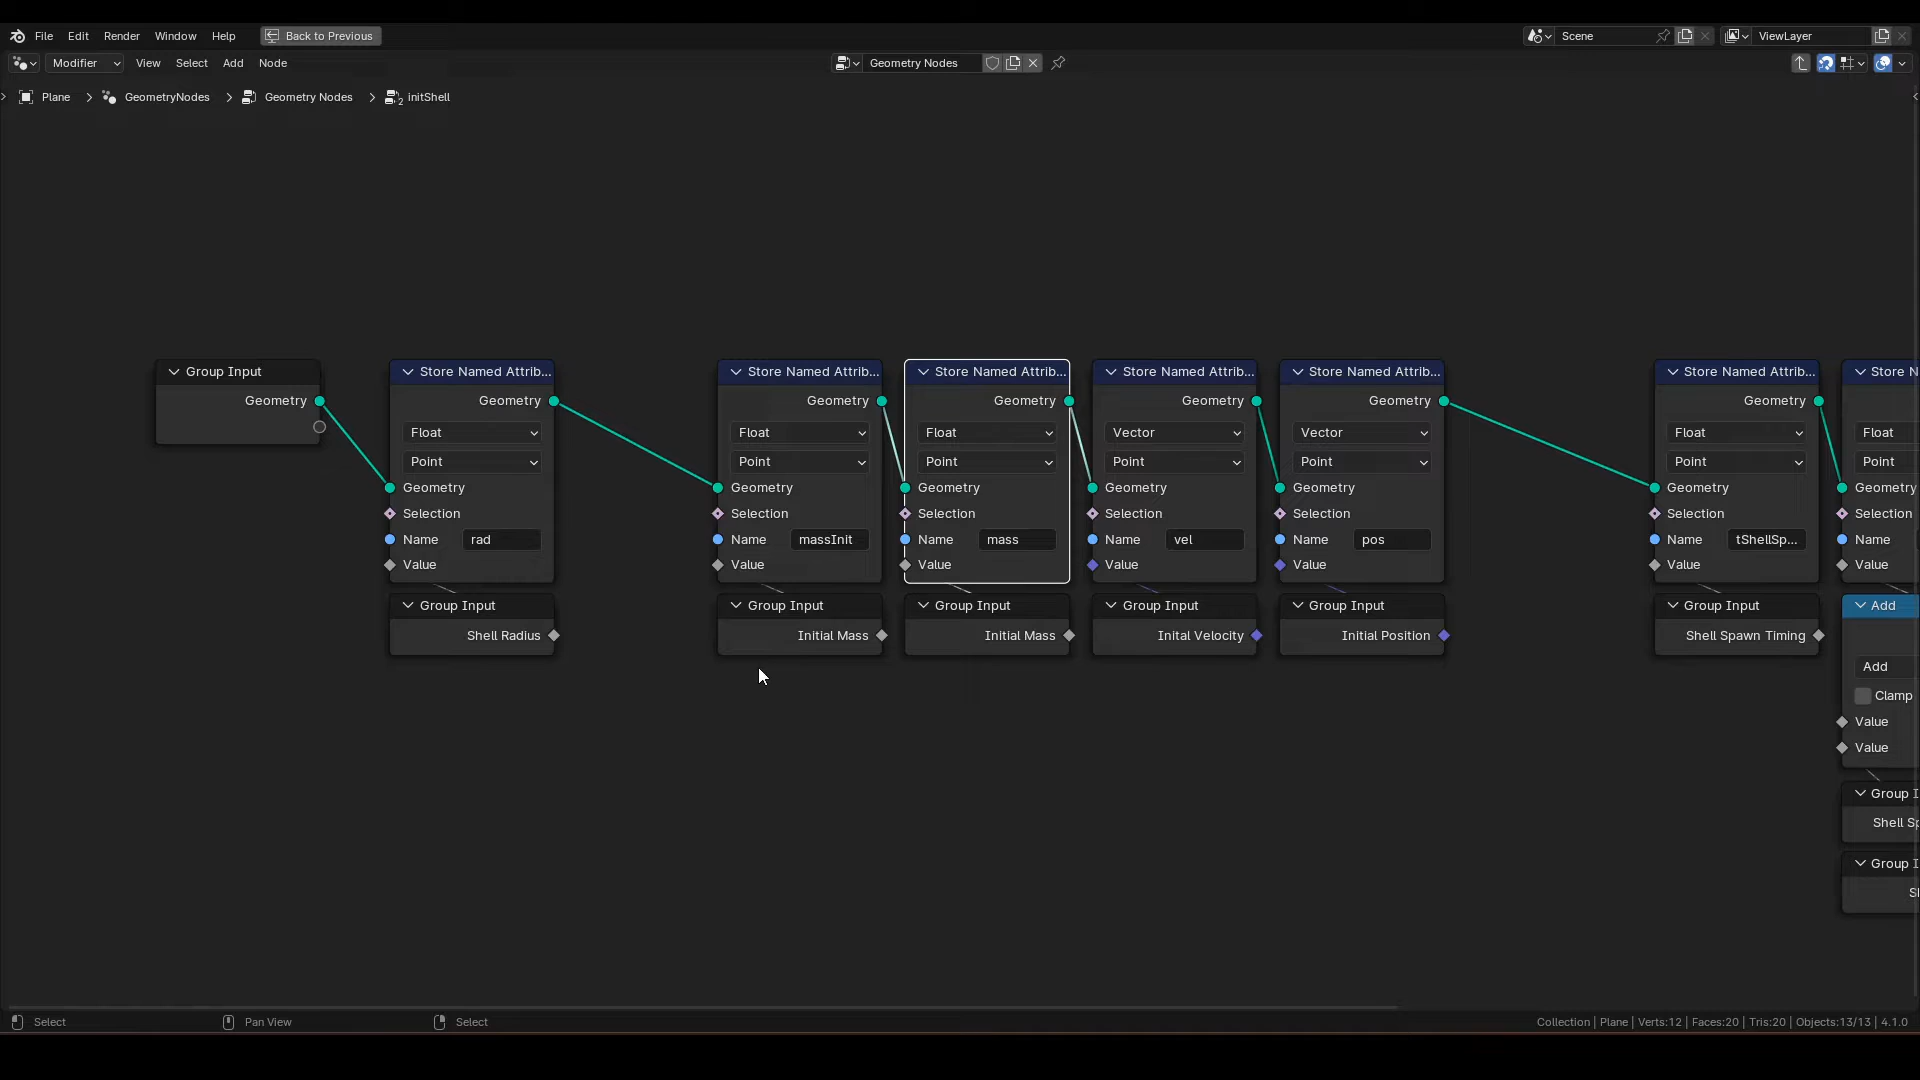 File Edit Render Window Help Back to Previous Scene ViewLayer
Modifier View Select Add Node Geometry Nodes
Plane GeometryNodes Geometry Nodes 2 initShell
Group Input
Geometry
Store Named Attrib...
Geometry
Float
Point
Geometry
Selection
Name rad
Value
Group Input
Shell Radius
Store Named Attrib...
Geometry
Float
Point
Geometry
Selection
Name massInit
Value
Group Input
Initial Mass
Store Named Attrib...
Geometry
Float
Point
Geometry
Selection
Name mass
Value
Group Input
Initial Mass
Store Named Attrib...
Geometry
Vector
Point
Geometry
Selection
Name vel
Value
Group Input
Inital Velocity
Store Named Attrib...
Geometry
Vector
Point
Geometry
Selection
Name pos
Value
Group Input
Initial Position
Store Named Attrib...
Geometry
Float
Point
Geometry
Selection
Name tShellSp...
Value
Group Input
Shell Spawn Timing
Store N
Float
Point
Geometry
Selection
Name
Value
Add
Add
Clamp
Value
Value
Group I
Shell Sp
Group I
Sl
Select Pan View Select Collection | Plane | Verts:12 | Faces:20 | Tris:20 | Objects:13/13 | 4.1.0